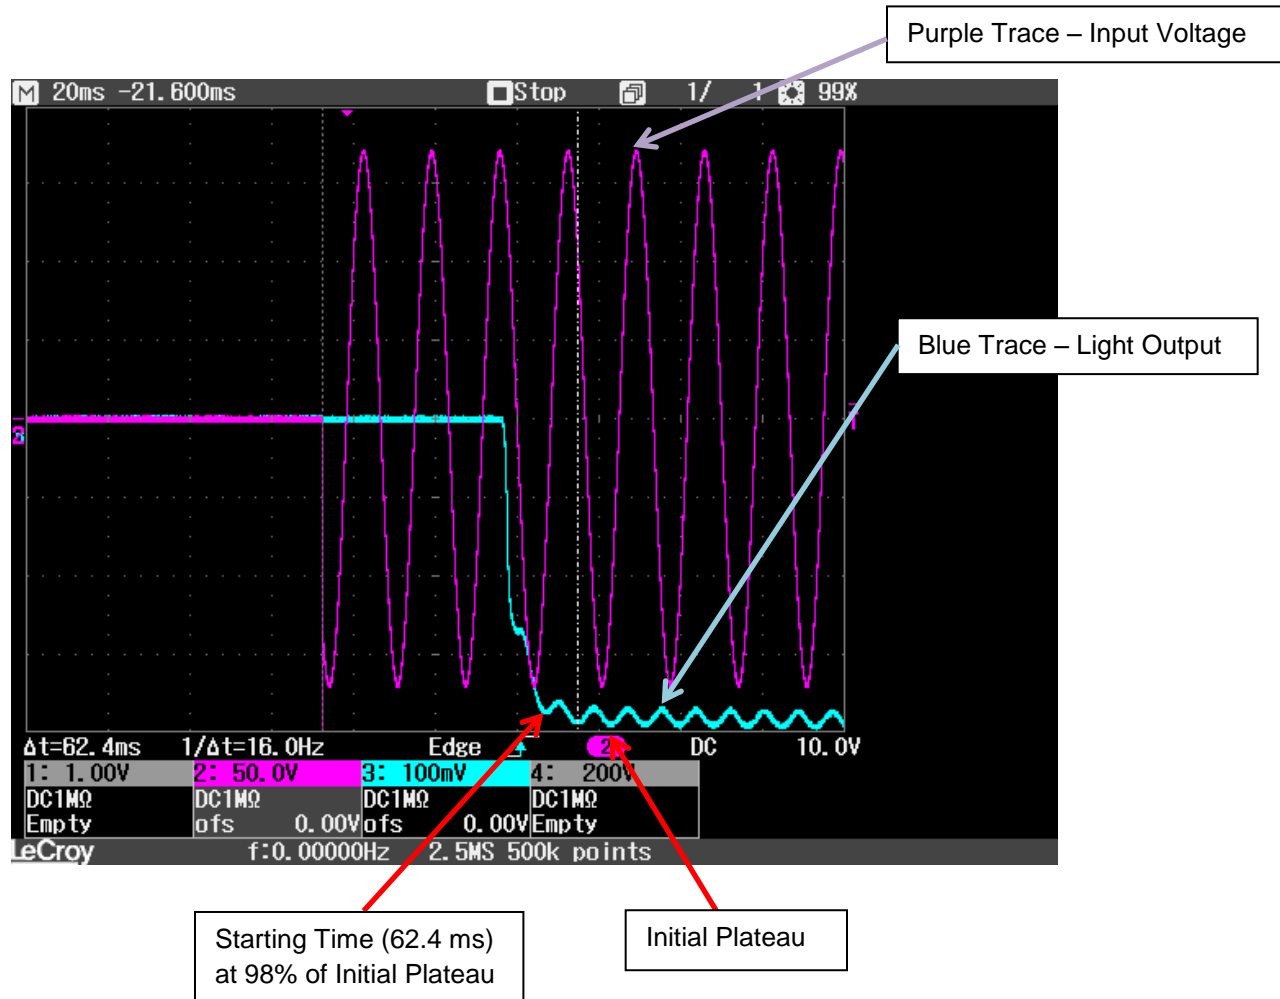 Purple Trace – Input Voltage
M 20ms -21.600ms Stop 1/ 1 99%
Blue Trace – Light Output
2
Δt=62.4ms 1/Δt=16.0Hz Edge 2 DC 10.0V
1: 1.00V 2: 50.0V 3: 100mV 4: 200V
DC1MΩ DC1MΩ DC1MΩ DC1MΩ
Empty ofs 0.00V ofs 0.00V Empty
LeCroy f:0.00000Hz 2.5MS 500k points
Starting Time (62.4 ms)
at 98% of Initial Plateau
Initial Plateau